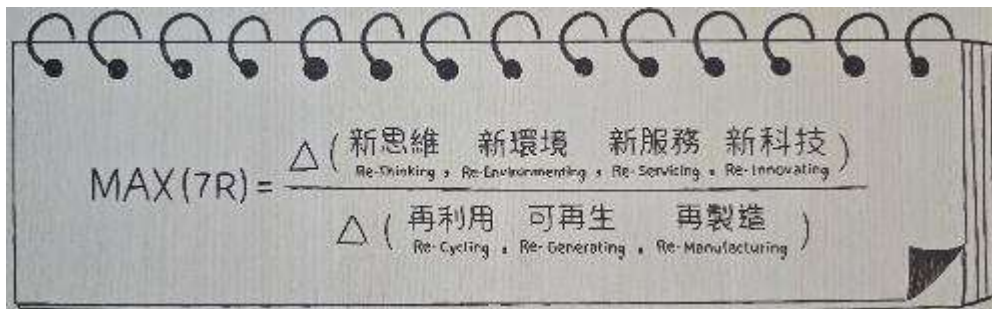 MAX(7R) =
△ ( 新思維 新環境 新服務 新科技 )
Re-Thinking , Re-Environmenting , Re-Servicing , Re-Innovating
△ ( 再利用 可再生 再製造 )
Re-Cycling , Re-Generating , Re-Manufacturing